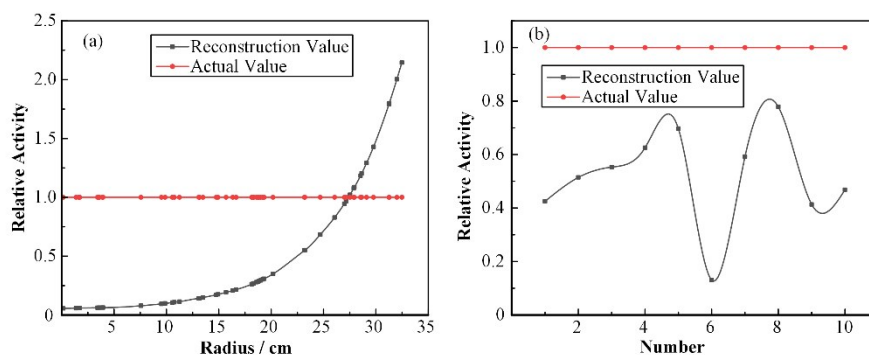 (a)
Reconstruction Value
Actual Value
2.5
2.0
1.5
1.0
0.5
0
5 10 15 20 25 30 35
Relative Activity
Radius / cm
(b)
Reconstruction Value
Actual Value
1.0
0.8
0.6
0.4
0.2
0.0
2 4 6 8 10
Relative Activity
Number